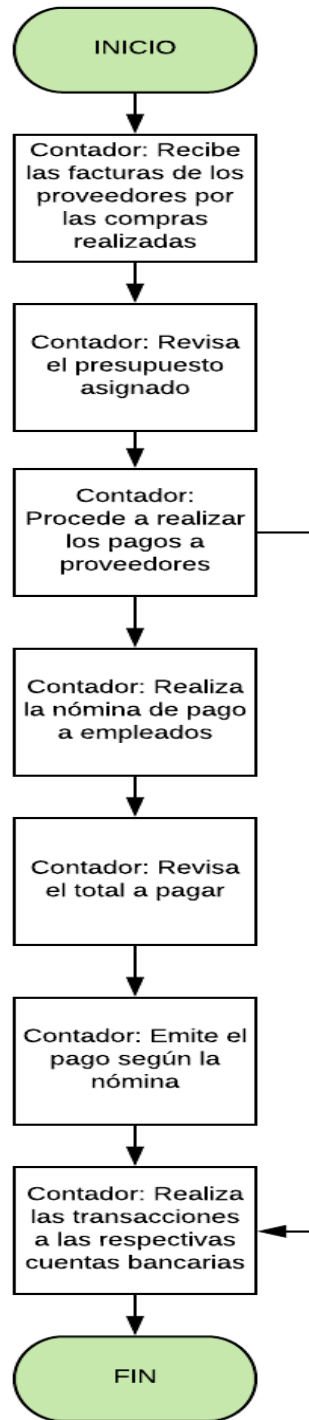 INICIO
Contador: Recibe
las facturas de los
proveedores por
las compras
realizadas
Contador: Revisa
el presupuesto
asignado
Contador:
Procede a realizar
los pagos a
proveedores
Contador: Realiza
la nómina de pago
a empleados
Contador: Revisa
el total a pagar
Contador: Emite el
pago según la
nómina
Contador: Realiza
las transacciones
a las respectivas
cuentas bancarias
FIN